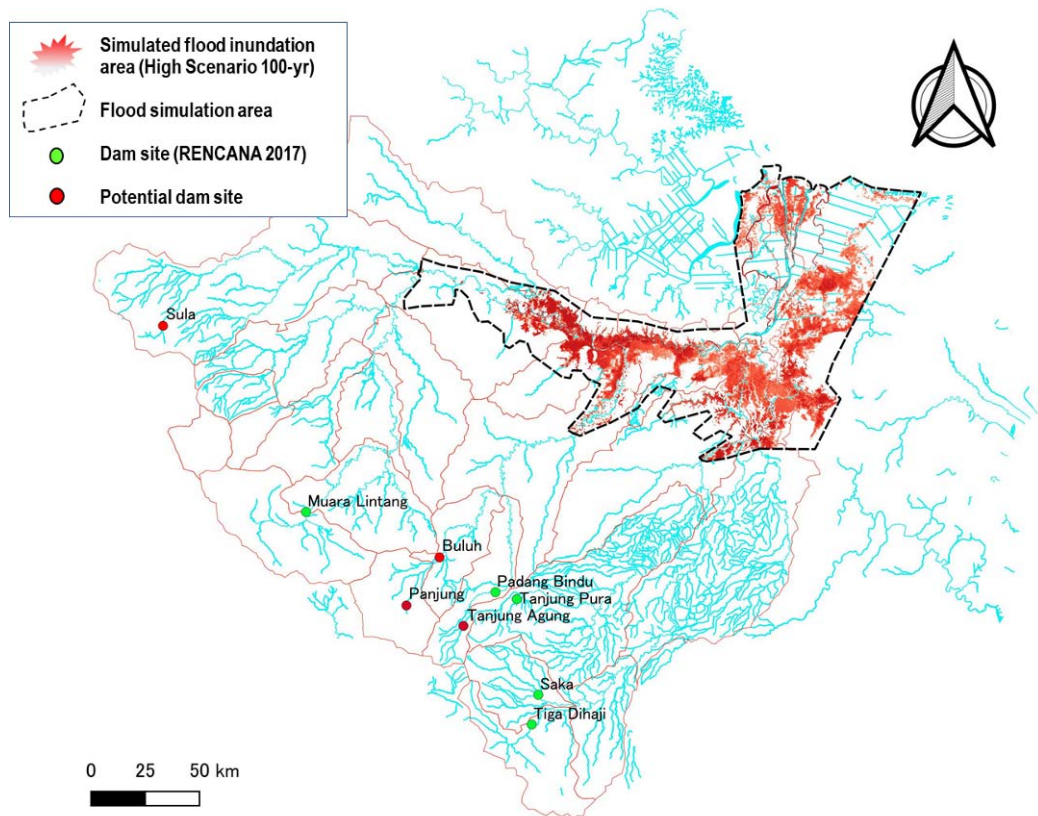 Simulated flood inundation
area (High Scenario 100-yr)
Flood simulation area
Dam site (RENCANA 2017)
Potential dam site
Sula
Muara Lintang
Buluh
Padang Bindu
Panjung
Tanjung Pura
Tanjung Agung
Saka
Tiga Dihaji
0 25 50 km